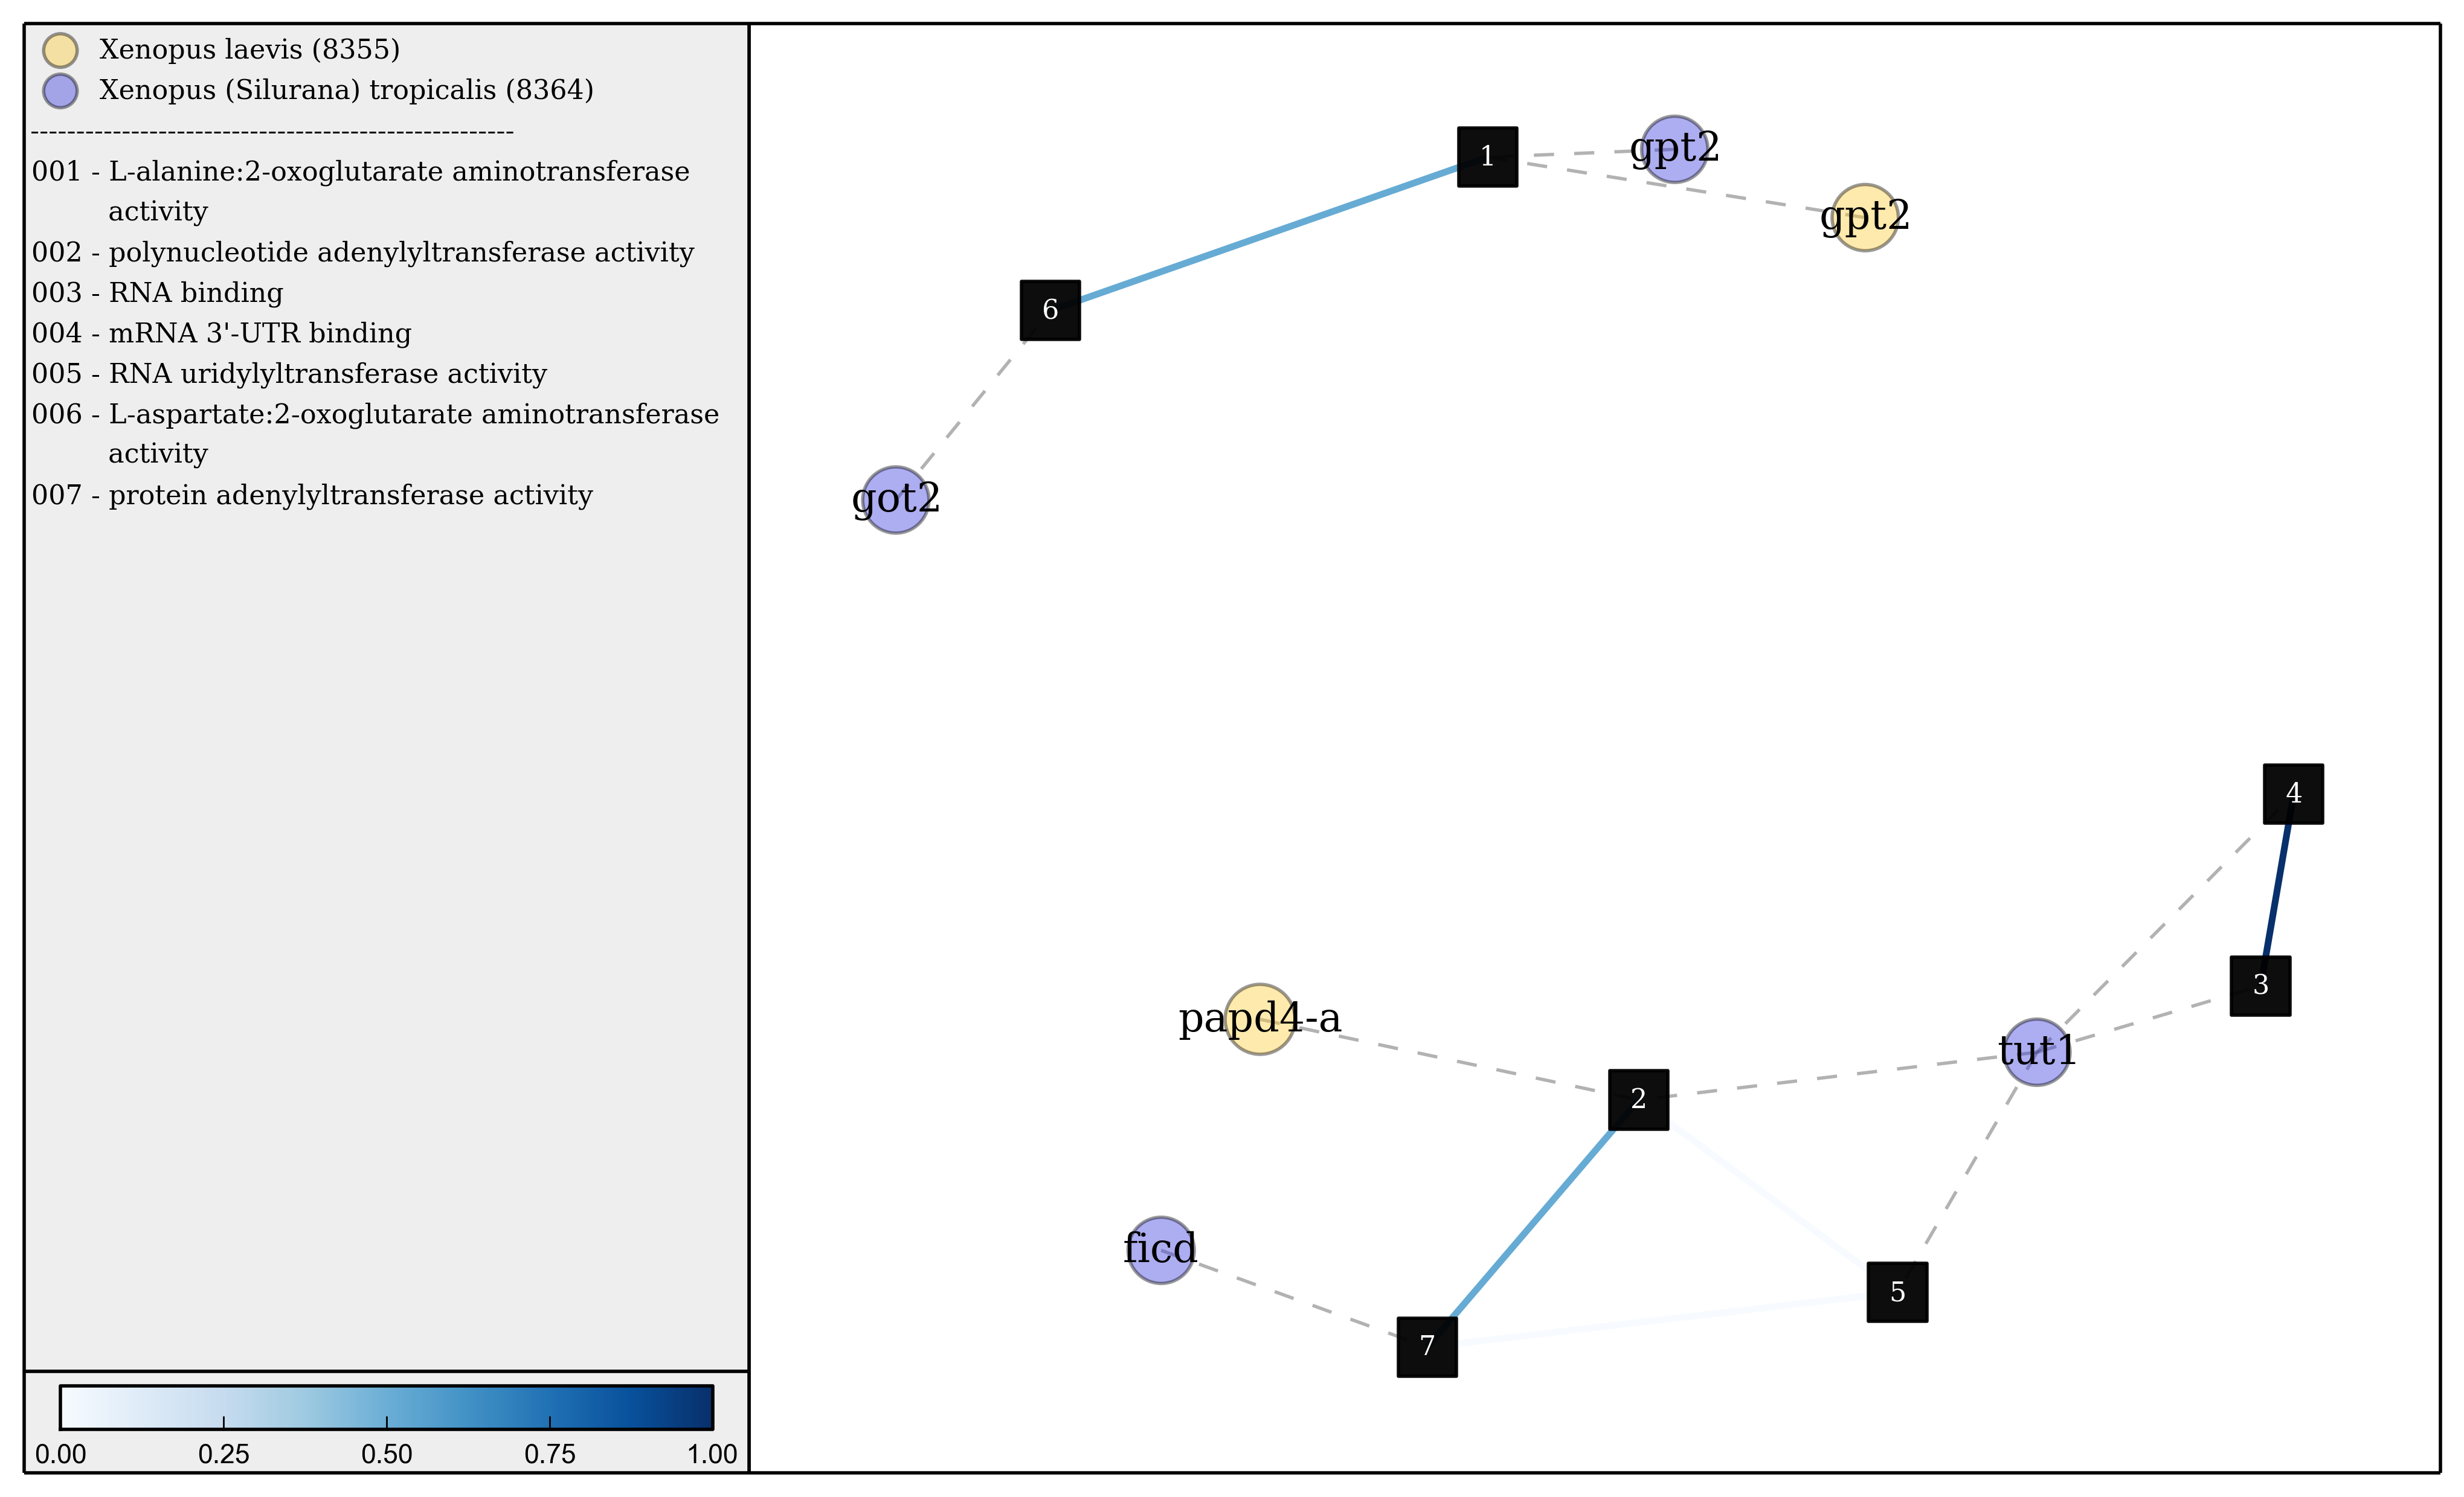 Xenopus laevis (8355)
Xenopus (Silurana) tropicalis (8364)
-----------------------------------------------------
001 - L-alanine:2-oxoglutarate aminotransferase
activity
002 - polynucleotide adenylyltransferase activity
003 - RNA binding
004 - mRNA 3'-UTR binding
005 - RNA uridylyltransferase activity
006 - L-aspartate:2-oxoglutarate aminotransferase
activity
007 - protein adenylyltransferase activity
0.00 0.25 0.50 0.75 1.00
1
gpt2
gpt2
6
got2
4
3
papd4-a
tut1
2
ficd
5
7